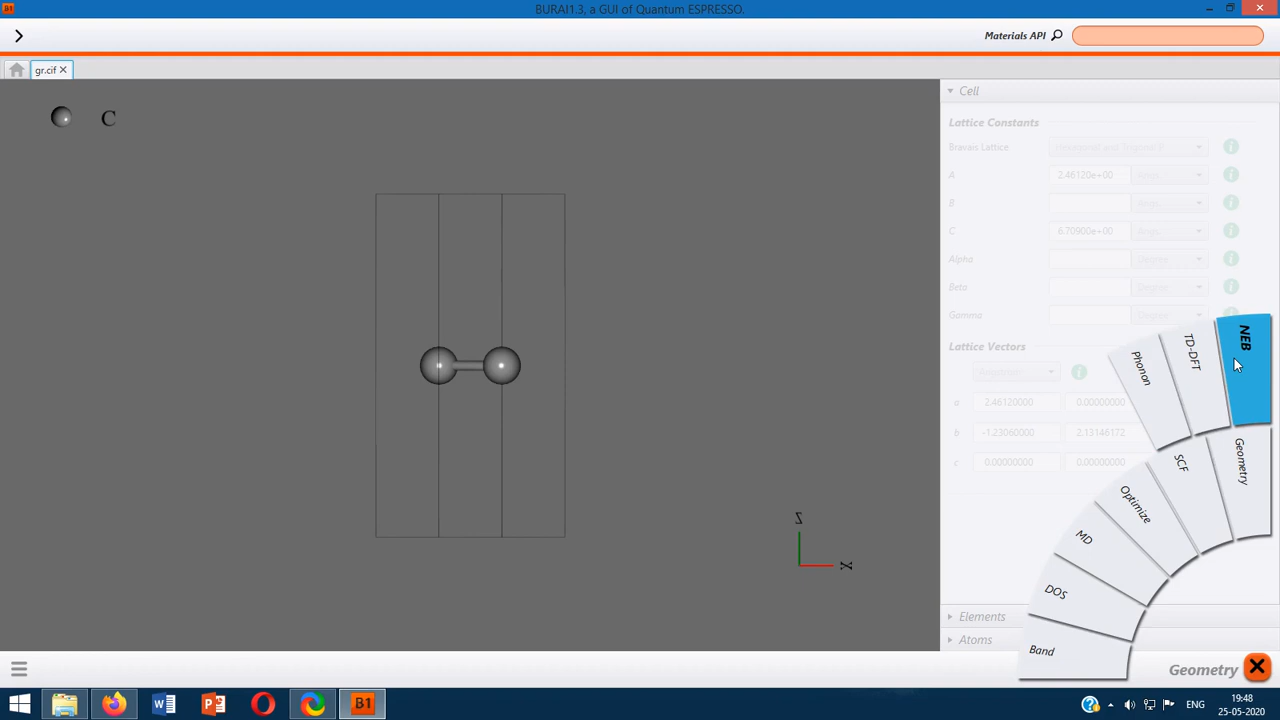 BURAI1.3, a GUI of Quantum ESPRESSO.
Materials API
gr.cif
C
Cell
Lattice Constants
Bravais Lattice
A 2.46120e+00
B
C 6.70900e+00
Alpha
Beta
Gamma
Lattice Vectors
a 2.46120000 0.00000000
b -1.23060000 2.13146172
c 0.00000000 0.00000000
NEB
TD-DFT
Phonon
Geometry
SCF
Optimize
MD
DOS
Band
Elements
Atoms
Z
X
Geometry
B1
ENG
19:48
25-05-2020